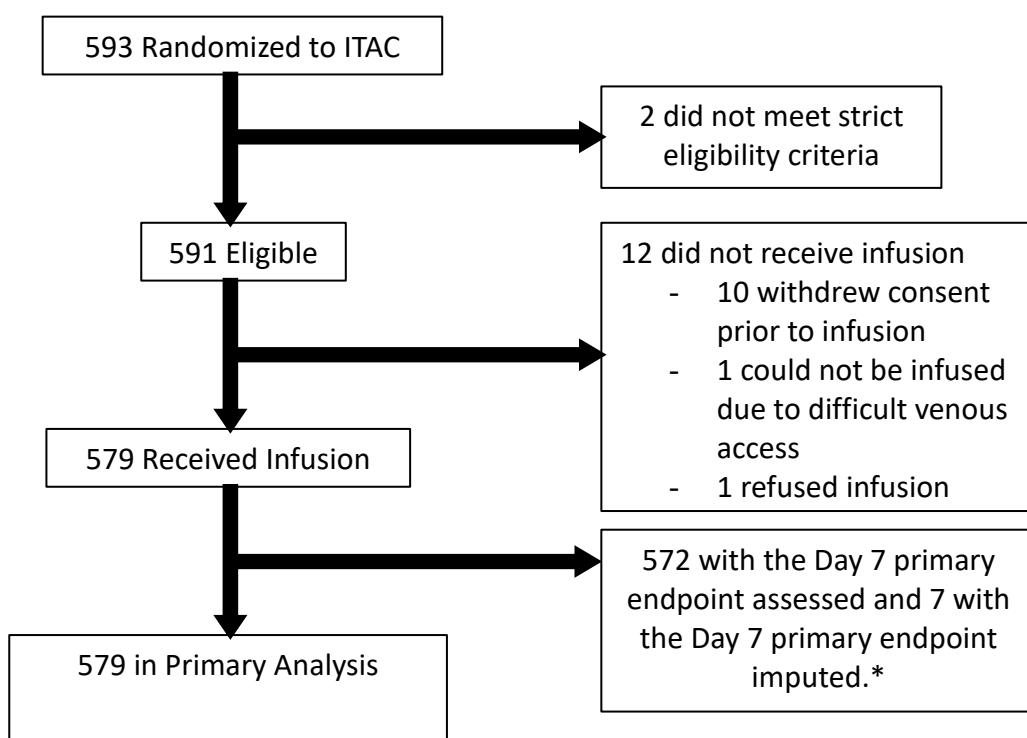 593 Randomized to ITAC
2 did not meet strict
eligibility criteria
591 Eligible
12 did not receive infusion
- 10 withdrew consent
prior to infusion
- 1 could not be infused
due to difficult venous
access
- 1 refused infusion
579 Received Infusion
572 with the Day 7 primary
endpoint assessed and 7 with
the Day 7 primary endpoint
imputed.*
579 in Primary Analysis